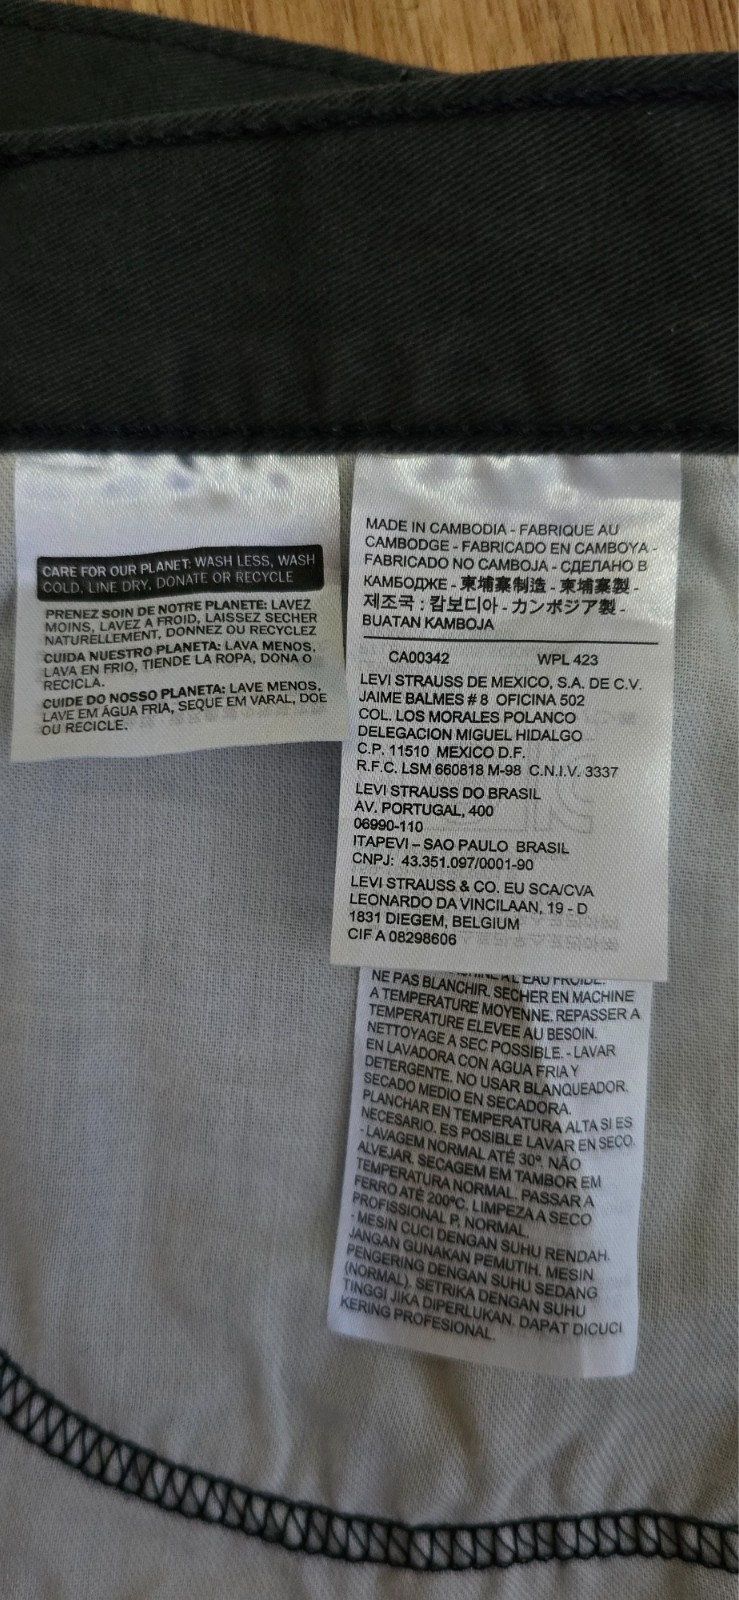 CARE FOR OUR PLANET: WASH LESS, WASH
COLD, LINE DRY, DONATE OR RECYCLE
PRENEZ SOIN DE NOTRE PLANETE: LAVEZ
MOINS, LAVEZ A FROID, LAISSEZ SECHER
NATURELLEMENT, DONNEZ OU RECYCLEZ
CUIDA NUESTRO PLANETA: LAVA MENOS,
LAVA EN FRIO, TIENDE LA ROPA, DONA O
RECICLA.
CUIDE DO NOSSO PLANETA: LAVE MENOS,
LAVE EM ÁGUA FRIA, SEQUE EM VARAL, DOE
OU RECICLE.
MADE IN CAMBODIA - FABRIQUE AU
CAMBODGE - FABRICADO EN CAMBOYA -
FABRICADO NO CAMBOJA - СДЕЛАНО В
КАМБОДЖЕ - 柬埔寨制造 - 柬埔寨製 -
제조국 : 캄보디아 - カンボジア製 -
BUATAN KAMBOJA
CA00342 WPL 423
LEVI STRAUSS DE MEXICO, S.A. DE C.V.
JAIME BALMES # 8 OFICINA 502
COL. LOS MORALES POLANCO
DELEGACION MIGUEL HIDALGO
C.P. 11510 MEXICO D.F.
R.F.C. LSM 660818 M-98 C.N.I.V. 3337
LEVI STRAUSS DO BRASIL
AV. PORTUGAL, 400
06990-110
ITAPEVI – SAO PAULO BRASIL
CNPJ: 43.351.097/0001-90
LEVI STRAUSS & CO. EU SCA/CVA
LEONARDO DA VINCILAAN, 19 - D
1831 DIEGEM, BELGIUM
CIF A 08298606
A L'EAU FROIDE.
NE PAS BLANCHIR. SECHER EN MACHINE
A TEMPERATURE MOYENNE. REPASSER A
TEMPERATURE ELEVEE AU BESOIN.
NETTOYAGE A SEC POSSIBLE. - LAVAR
EN LAVADORA CON AGUA FRIA Y
DETERGENTE. NO USAR BLANQUEADOR.
SECADO MEDIO EN SECADORA.
PLANCHAR EN TEMPERATURA ALTA SI ES
NECESARIO. ES POSIBLE LAVAR EN SECO.
- LAVAGEM NORMAL ATÉ 30º. NÃO
ALVEJAR. SECAGEM EM TAMBOR EM
TEMPERATURA NORMAL. PASSAR A
FERRO ATÉ 200ºC. LIMPEZA A SECO
PROFISSIONAL P, NORMAL.
- MESIN CUCI DENGAN SUHU RENDAH.
JANGAN GUNAKAN PEMUTIH. MESIN
PENGERING DENGAN SUHU SEDANG
(NORMAL). SETRIKA DENGAN SUHU
TINGGI JIKA DIPERLUKAN. DAPAT DICUCI
KERING PROFESIONAL.